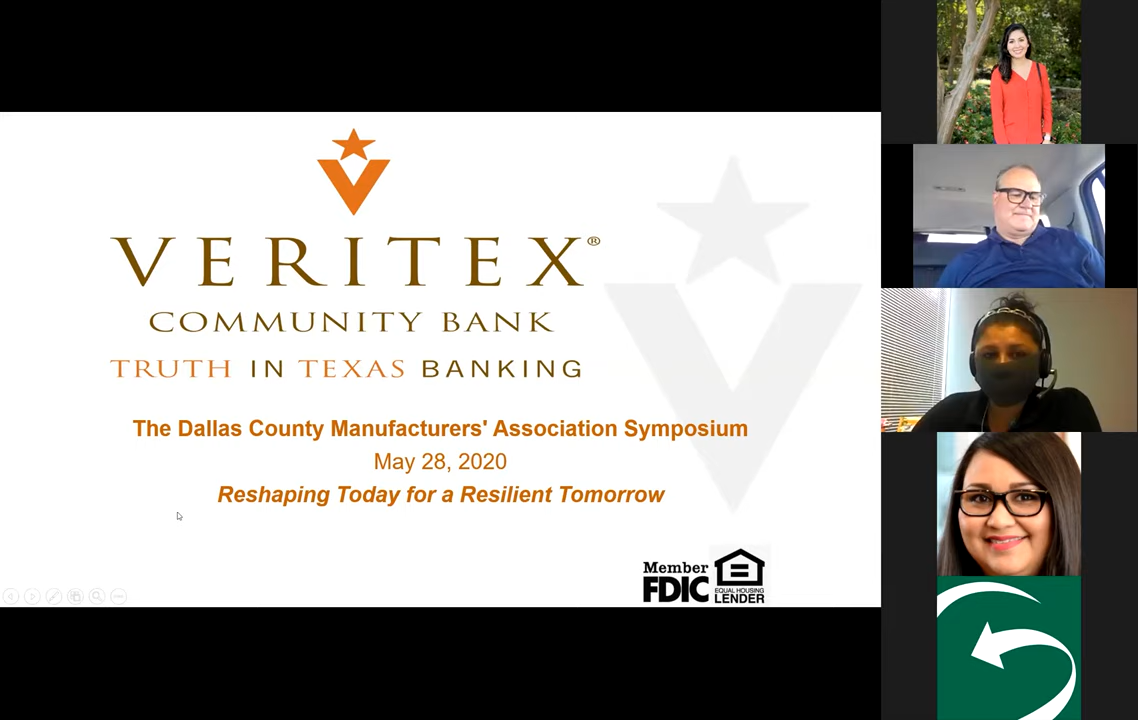 VERITEX®
COMMUNITY BANK
TRUTH IN TEXAS BANKING
The Dallas County Manufacturers' Association Symposium
May 28, 2020
Reshaping Today for a Resilient Tomorrow
Member
FDIC
EQUAL HOUSING
LENDER